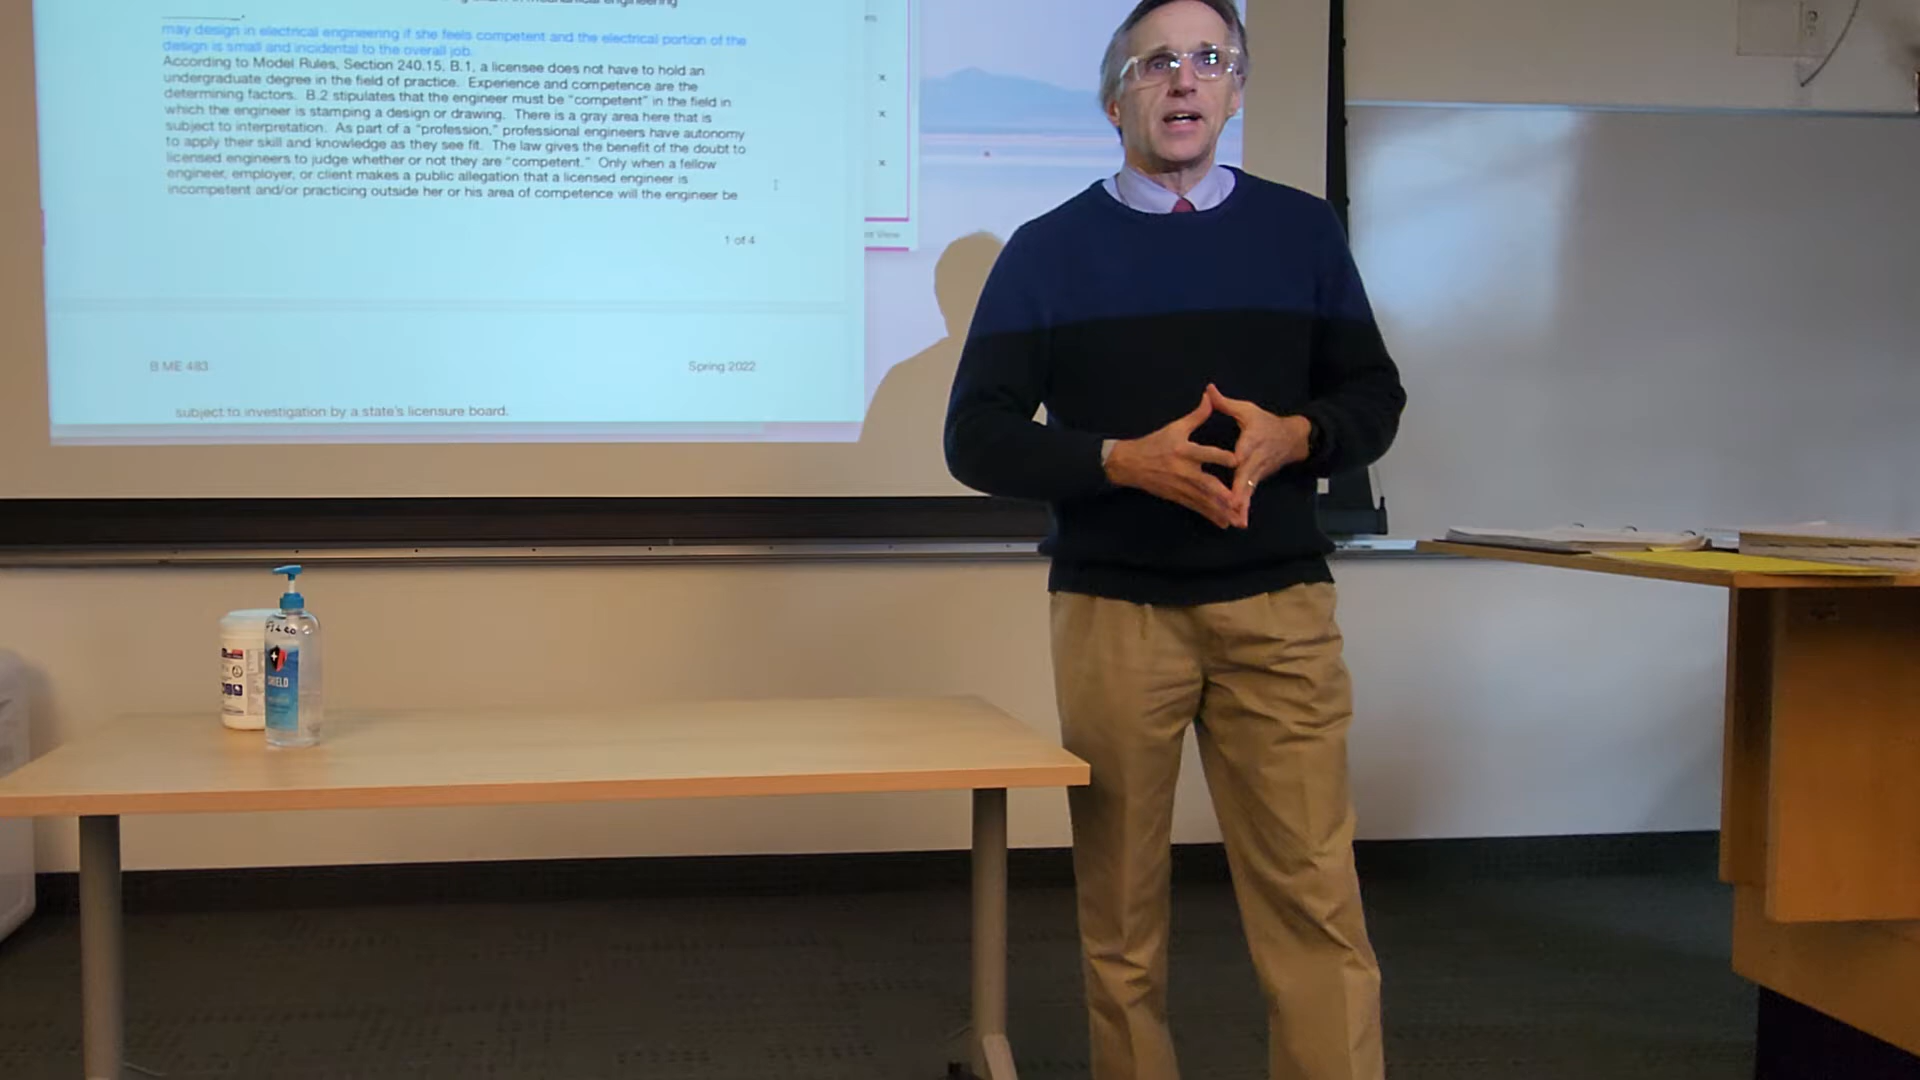 mechanical engineering
may design in electrical engineering if she feels competent and the electrical portion of the
design is small and incidental to the overall job.
According to Model Rules, Section 240.15, B.1, a licensee does not have to hold an
undergraduate degree in the field of practice. Experience and competence are the
determining factors. B.2 stipulates that the engineer must be "competent" in the field in
which the engineer is stamping a design or drawing. There is a gray area here that is
subject to interpretation. As part of a "profession," professional engineers have autonomy
to apply their skill and knowledge as they see fit. The law gives the benefit of the doubt to
licensed engineers to judge whether or not they are "competent." Only when a fellow
engineer, employer, or client makes a public allegation that a licensed engineer is
incompetent and/or practicing outside her or his area of competence will the engineer be
1 of 4
B ME 483
Spring 2022
subject to investigation by a state's licensure board.
View
SHIELD